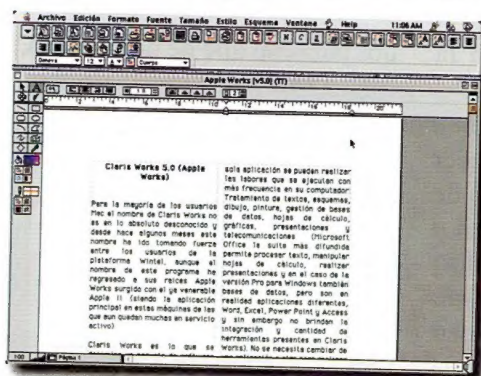 Archivo Edición Formato Fuente Tamaño Estilo Esquema Ventana Help 11:06 AM
N C
Geneva 12 A Cuerpo
Apple Works [v5.0] (TT)
Claris Works 5.0 (Apple
Works)
Para la mayoría de los usuarios
Mac el nombre de Claris Works no
es en lo absoluto desconocido y
desde hace algunos meses este
nombre ha ido tomando fuerza
entre los usuarios de la
plataforma Wintel, aunque el
nombre de este programa he
regresado a sus raíces Apple
Works surgido con el ya venerable
Apple II (siendo la aplicación
principal en estas máquinas de las
que aun quedan muchas en servicio
activo)
Claris Works es lo que se
sola aplicación se pueden realizar
las labores que se ejecutan con
más frecuencia en su computador:
Tratamiento de textos, esquemas,
dibujo, pintura, gestión de bases
de datos, hojas de cálculo,
gráficas, presentaciones y
telecomunicaciones (Microsoft
Office la suite más difundida
permite procesar texto, manipular
hojas de cálculo, realizar
presentaciones y en el caso de la
versión Pro para Windows también
bases de datos, pero son en
realidad aplicaciones diferentes,
Word, Excel, Power Point y Access
y sin embargo no brindan la
integración y cantidad de
herramientas presentes en Claris
Works). No se necesita cambiar de
100 Página 1